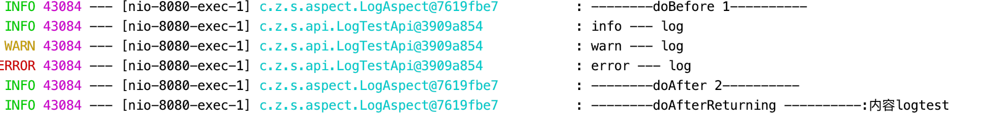 INFO 43084 --- [nio-8080-exec-1] c.z.s.aspect.LogAspect@7619fbe7 : --------doBefore 1----------
INFO 43084 --- [nio-8080-exec-1] c.z.s.api.LogTestApi@3909a854 : info --- log
WARN 43084 --- [nio-8080-exec-1] c.z.s.api.LogTestApi@3909a854 : warn --- log
ERROR 43084 --- [nio-8080-exec-1] c.z.s.api.LogTestApi@3909a854 : error --- log
INFO 43084 --- [nio-8080-exec-1] c.z.s.aspect.LogAspect@7619fbe7 : --------doAfter 2----------
INFO 43084 --- [nio-8080-exec-1] c.z.s.aspect.LogAspect@7619fbe7 : --------doAfterReturning ----------:内容logtest